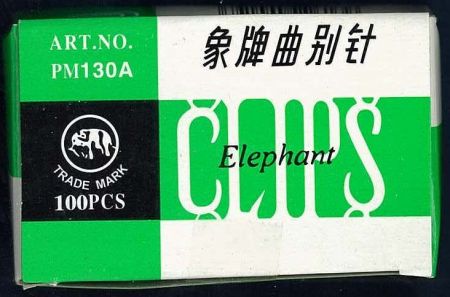 ART.NO.
PM130A
象牌曲别针
CLIPS
Elephant
TRADE MARK
100PCS